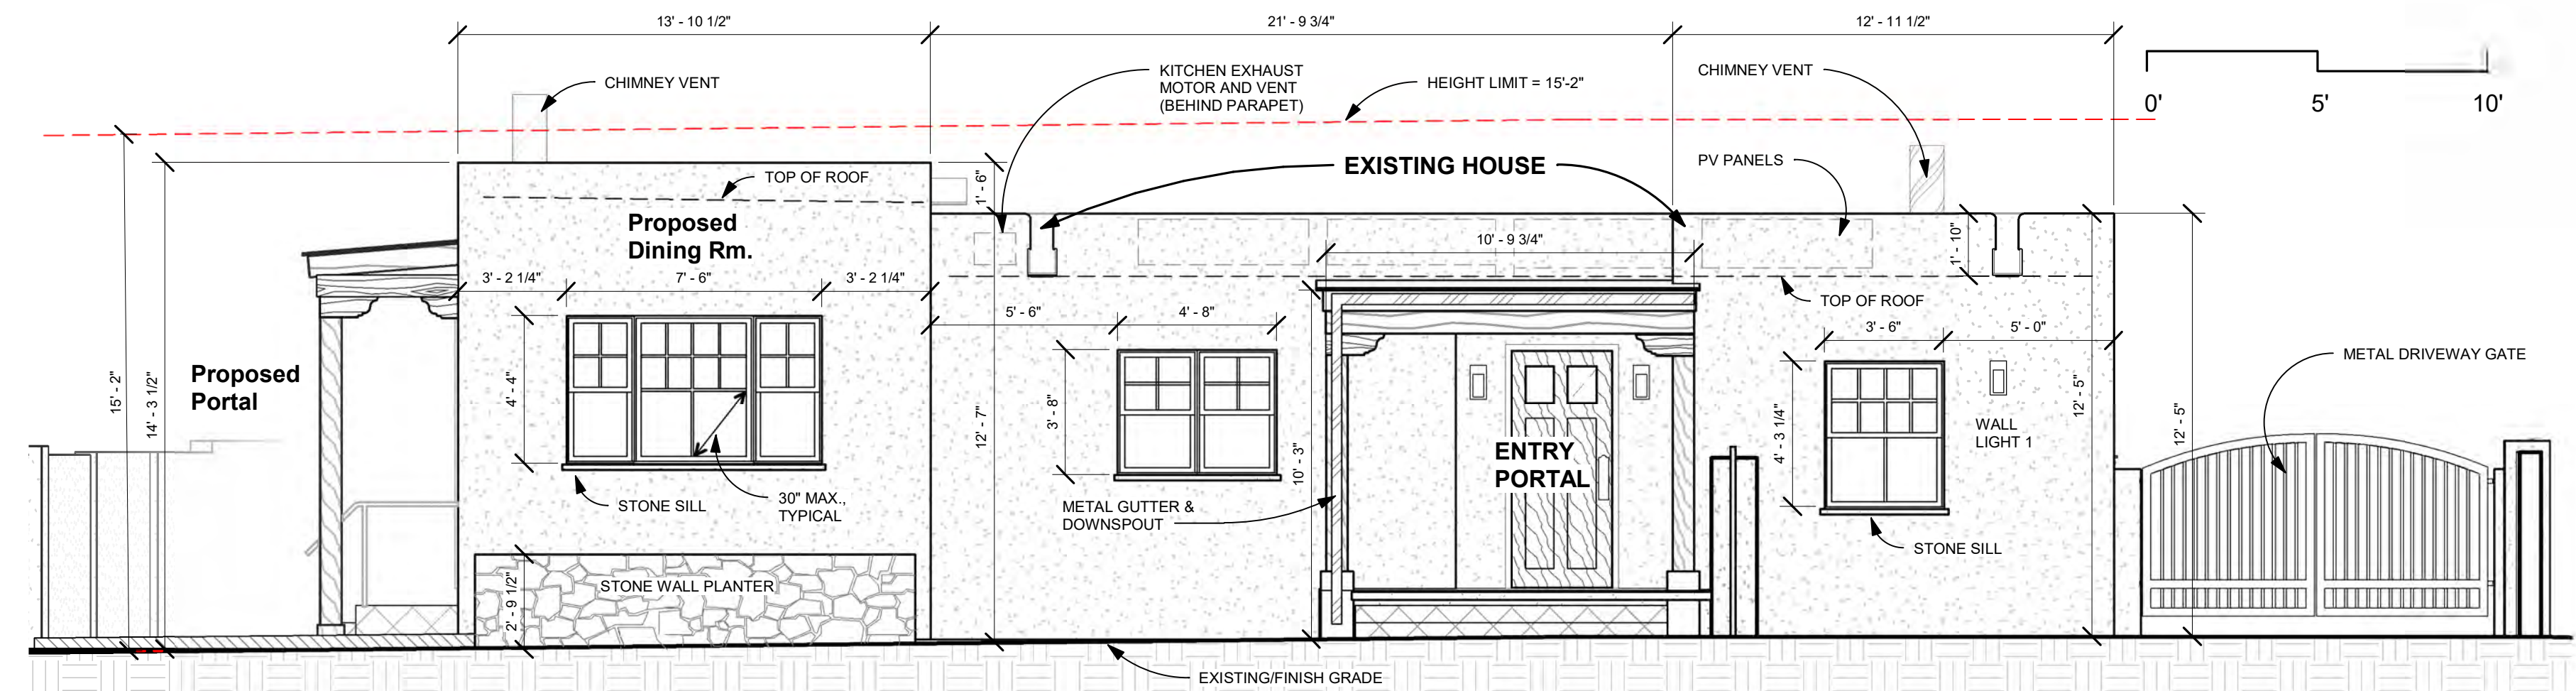 13' - 10 1/2"
21' - 9 3/4"
12' - 11 1/2"
CHIMNEY VENT
KITCHEN EXHAUST
MOTOR AND VENT
(BEHIND PARAPET)
HEIGHT LIMIT = 15'-2"
CHIMNEY VENT
0'
5'
10'
TOP OF ROOF
1' - 6"
EXISTING HOUSE
PV PANELS
Proposed
Dining Rm.
10' - 9 3/4"
1' - 10"
3' - 2 1/4"
7' - 6"
3' - 2 1/4"
5' - 6"
4' - 8"
TOP OF ROOF
3' - 6"
5' - 0"
METAL DRIVEWAY GATE
Proposed
Portal
15' - 2"
14' - 3 1/2"
4' - 4"
12' - 7"
3' - 8"
10' - 3"
ENTRY
PORTAL
4' - 3 1/4"
WALL
LIGHT 1
12' - 5"
12' - 5"
STONE SILL
30" MAX.,
TYPICAL
METAL GUTTER &
DOWNSPOUT
STONE SILL
2' - 9 1/2"
STONE WALL PLANTER
EXISTING/FINISH GRADE